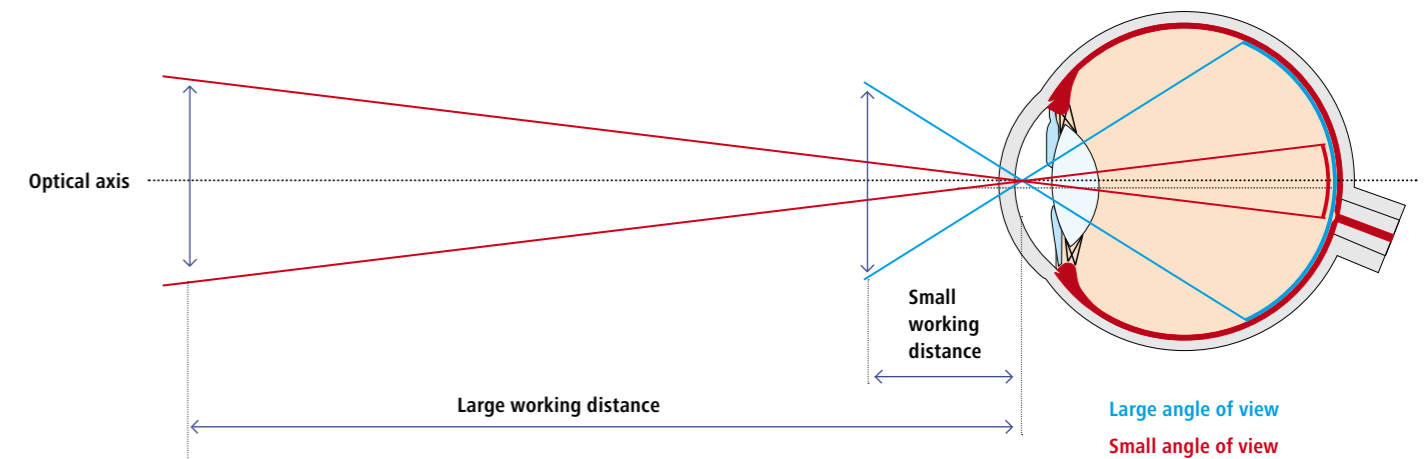 Optical axis
Small
working
distance
Large working distance
Large angle of view
Small angle of view